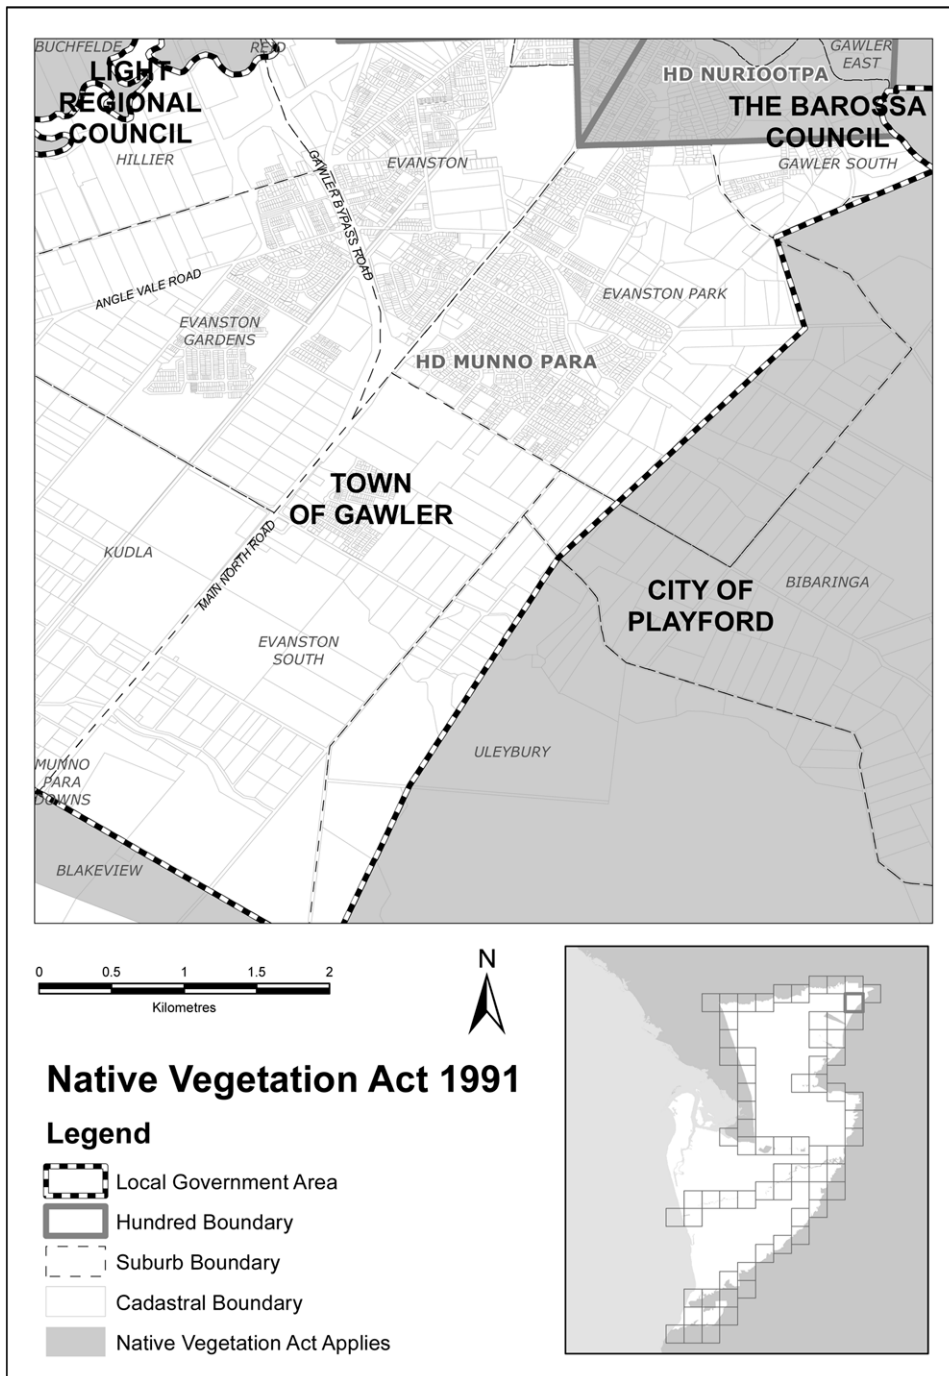 BUCHFELDE
REID
GAWLER
EAST
LIGHT
REGIONAL
COUNCIL
HD NURIOOTPA
THE BAROSSA
COUNCIL
HILLIER
EVANSTON
GAWLER SOUTH
GAWLER BYPASS ROAD
ANGLE VALE ROAD
EVANSTON PARK
EVANSTON
GARDENS
HD MUNNO PARA
TOWN
OF GAWLER
KUDLA
MAIN NORTH ROAD
CITY OF
PLAYFORD
BIBARINGA
EVANSTON
SOUTH
ULEYBURY
MUNNO
PARA
DOWNS
BLAKEVIEW
0 0.5 1 1.5 2
Kilometres
N
Native Vegetation Act 1991
Legend
Local Government Area
Hundred Boundary
Suburb Boundary
Cadastral Boundary
Native Vegetation Act Applies